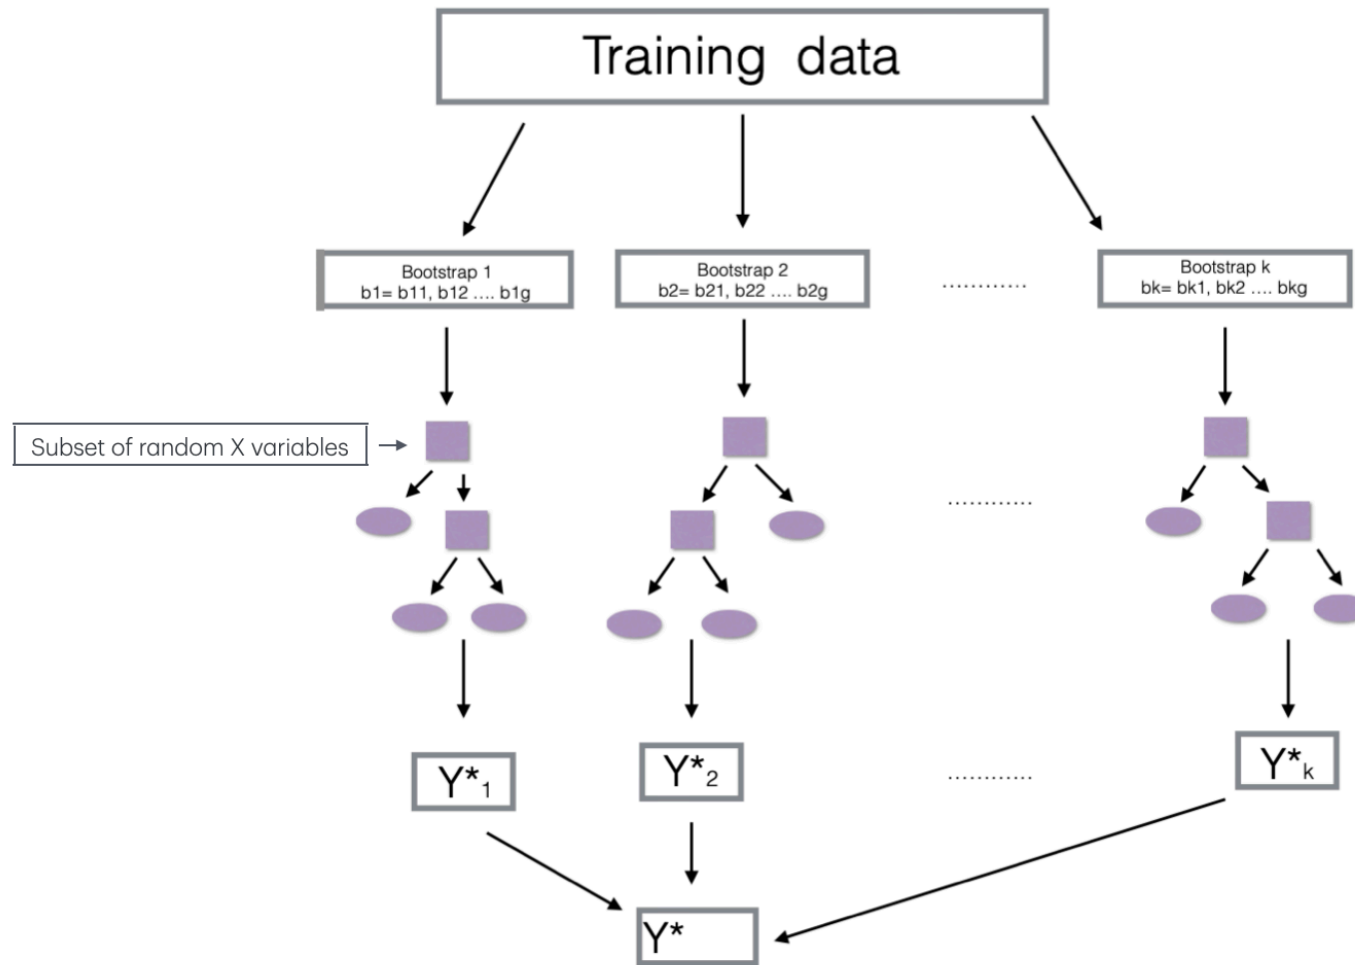 Training data
Bootstrap 1
b1= b11, b12 .... b1g
Bootstrap 2
b2= b21, b22 .... b2g
............
Bootstrap k
bk= bk1, bk2 .... bkg
Subset of random X variables
............
Y*1
Y*2
............
Y*k
Y*